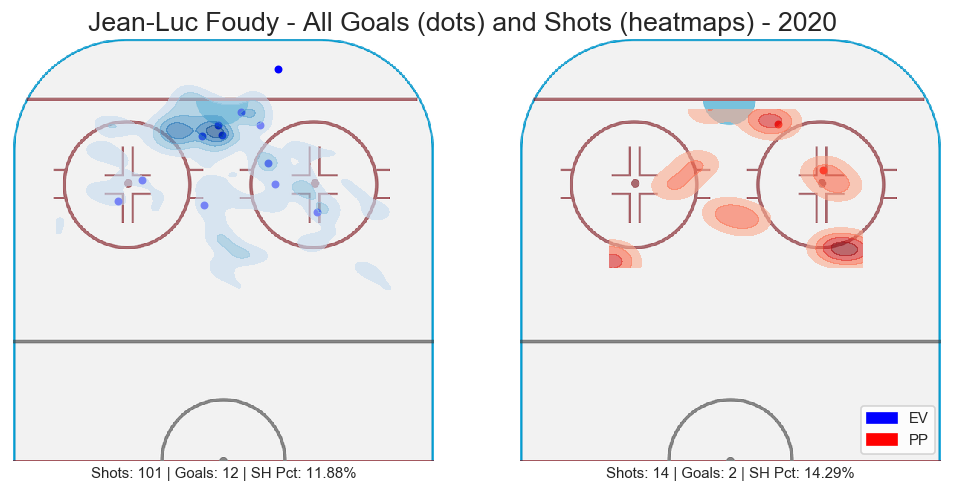 Jean-Luc Foudy - All Goals (dots) and Shots (heatmaps) - 2020
EV
PP
Shots: 101 | Goals: 12 | SH Pct: 11.88%
Shots: 14 | Goals: 2 | SH Pct: 14.29%